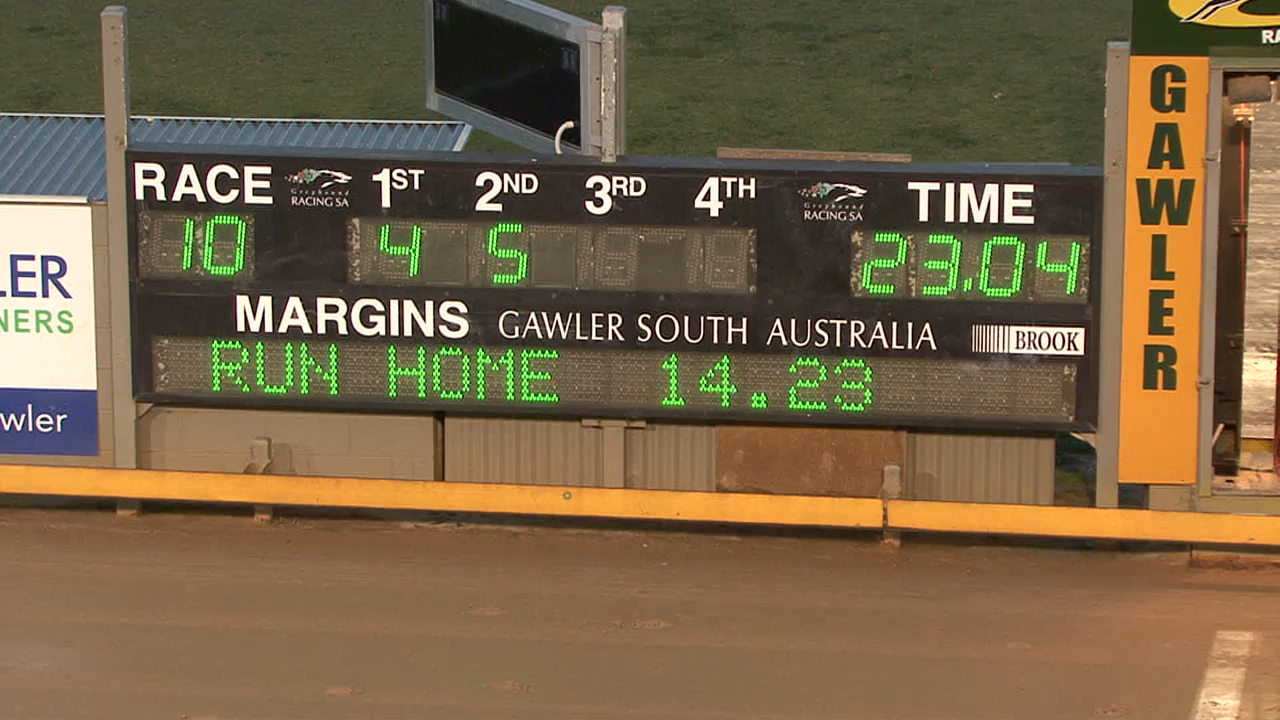 RACE Greyhound RACING SA 1ST 2ND 3RD 4TH Greyhound RACING SA TIME
10 4 5 23.04
MARGINS GAWLER SOUTH AUSTRALIA BROOK
RUN HOME 14.23
GAWLER
LER
NERS
wler
RA